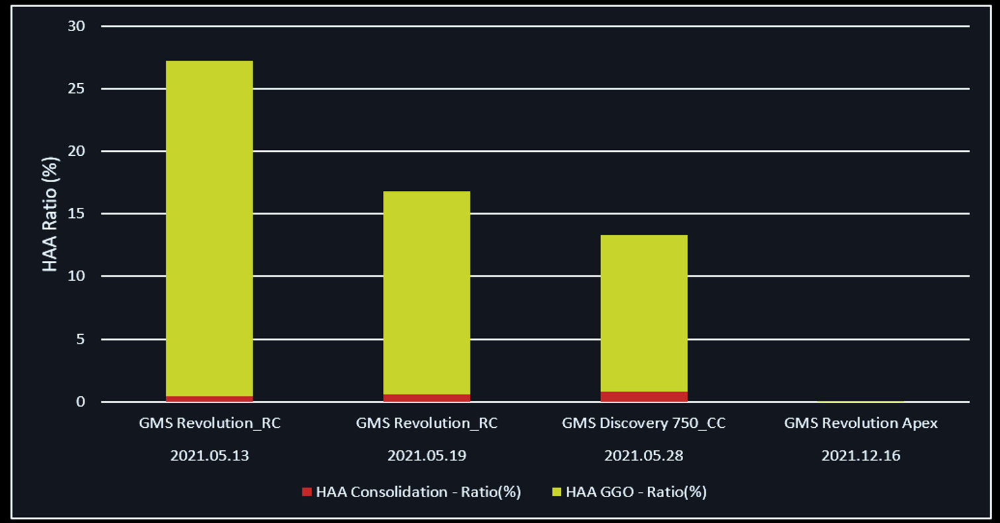 30
25
20
15
10
5
0
HAA Ratio (%)
GMS Revolution_RC GMS Revolution_RC GMS Discovery 750_CC GMS Revolution Apex
2021.05.13 2021.05.19 2021.05.28 2021.12.16
HAA Consolidation - Ratio(%) HAA GGO - Ratio(%)